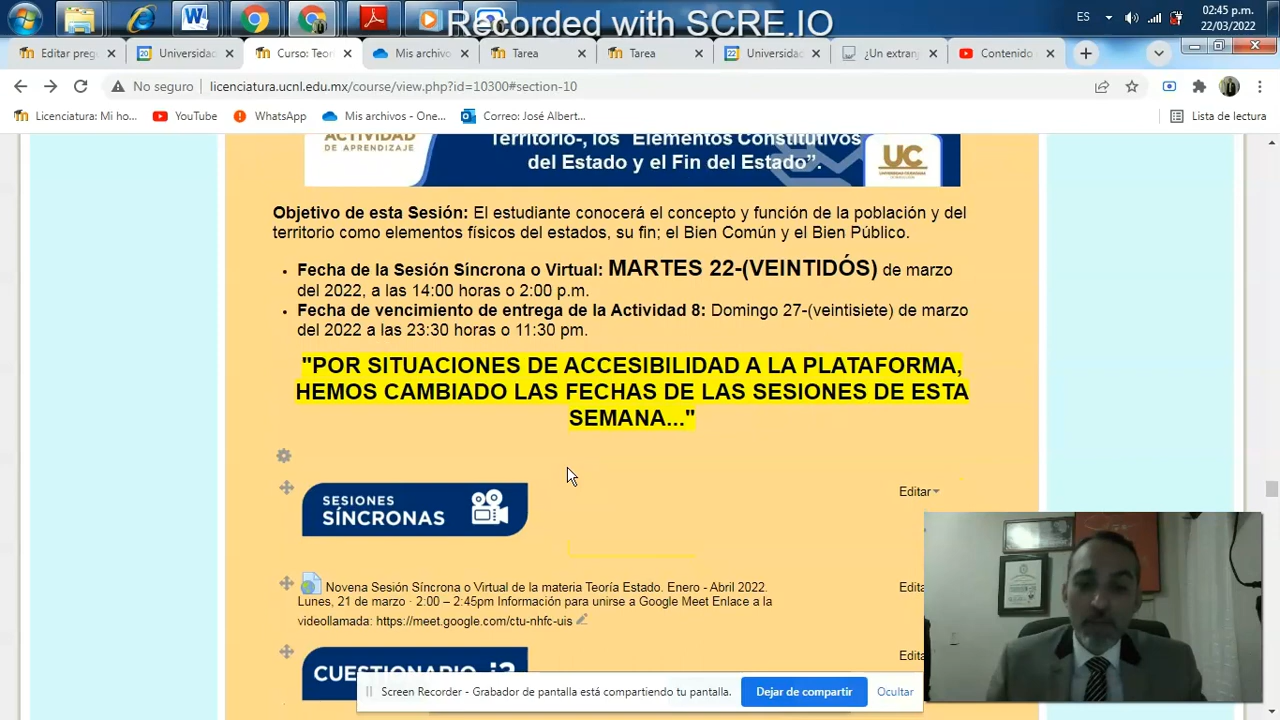 Recorded with SCRE.IO
ES
02:45 p.m.
22/03/2022
Editar preg
Universidad
Curso: Teor
Mis archivo
Tarea
Tarea
Universidad
¿Un extran
Contenido
No seguro
licenciatura.ucnl.edu.mx/course/view.php?id=10300#section-10
Licenciatura: Mi ho...
YouTube
WhatsApp
Mis archivos - One...
Correo: José Albert...
Lista de lectura
ACTIVIDAD
DE APRENDIZAJE
Territorio-, los Elementos Constitutivos
del Estado y el Fin del Estado”.
UC
Objetivo de esta Sesión: El estudiante conocerá el concepto y función de la población y del
territorio como elementos físicos del estados, su fin; el Bien Común y el Bien Público.
Fecha de la Sesión Síncrona o Virtual: MARTES 22-(VEINTIDÓS) de marzo
del 2022, a las 14:00 horas o 2:00 p.m.
Fecha de vencimiento de entrega de la Actividad 8: Domingo 27-(veintisiete) de marzo
del 2022 a las 23:30 horas o 11:30 pm.
"POR SITUACIONES DE ACCESIBILIDAD A LA PLATAFORMA,
HEMOS CAMBIADO LAS FECHAS DE LAS SESIONES DE ESTA
SEMANA..."
SESIONES
SÍNCRONAS
Editar
Novena Sesión Síncrona o Virtual de la materia Teoría Estado. Enero - Abril 2022.
Lunes, 21 de marzo · 2:00 – 2:45pm Información para unirse a Google Meet Enlace a la
videollamada: https://meet.google.com/ctu-nhfc-uis
Edita
CUESTIONARIO ¿?
Edita
Screen Recorder - Grabador de pantalla está compartiendo tu pantalla.
Dejar de compartir
Ocultar